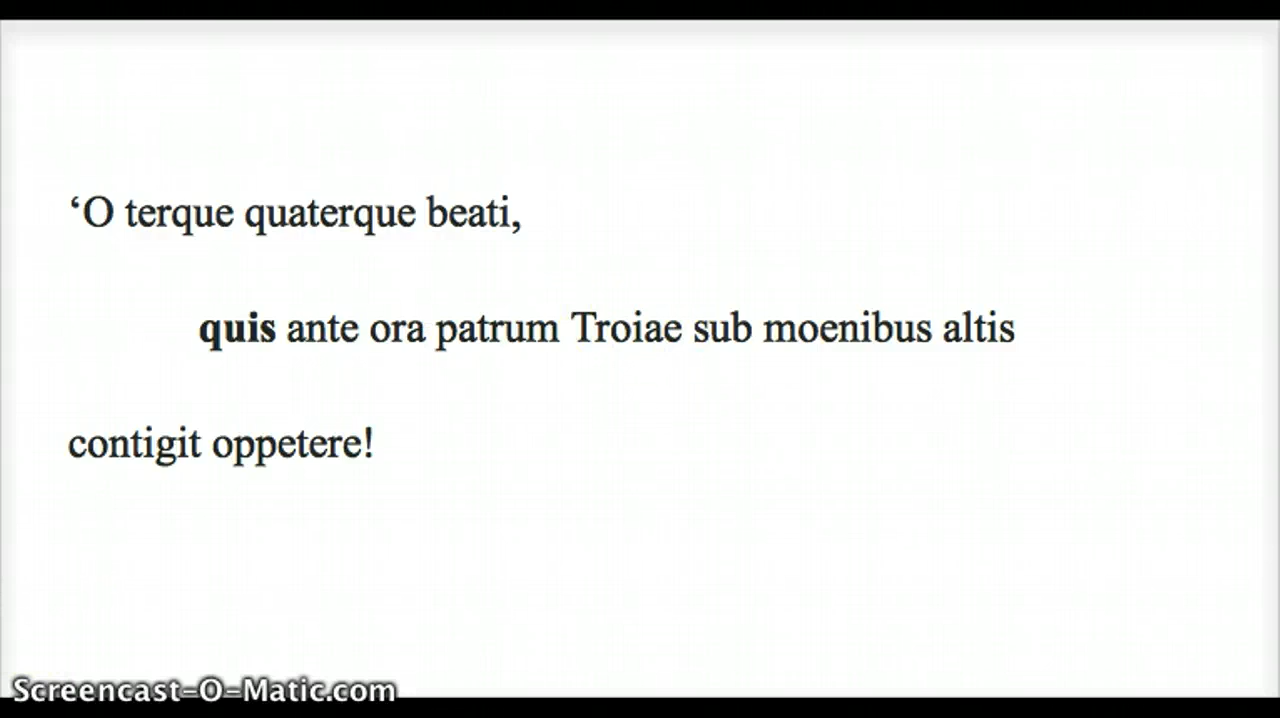 ‘O terque quaterque beati,
quis ante ora patrum Troiae sub moenibus altis
contigit oppetere!
Screencast-O-Matic.com